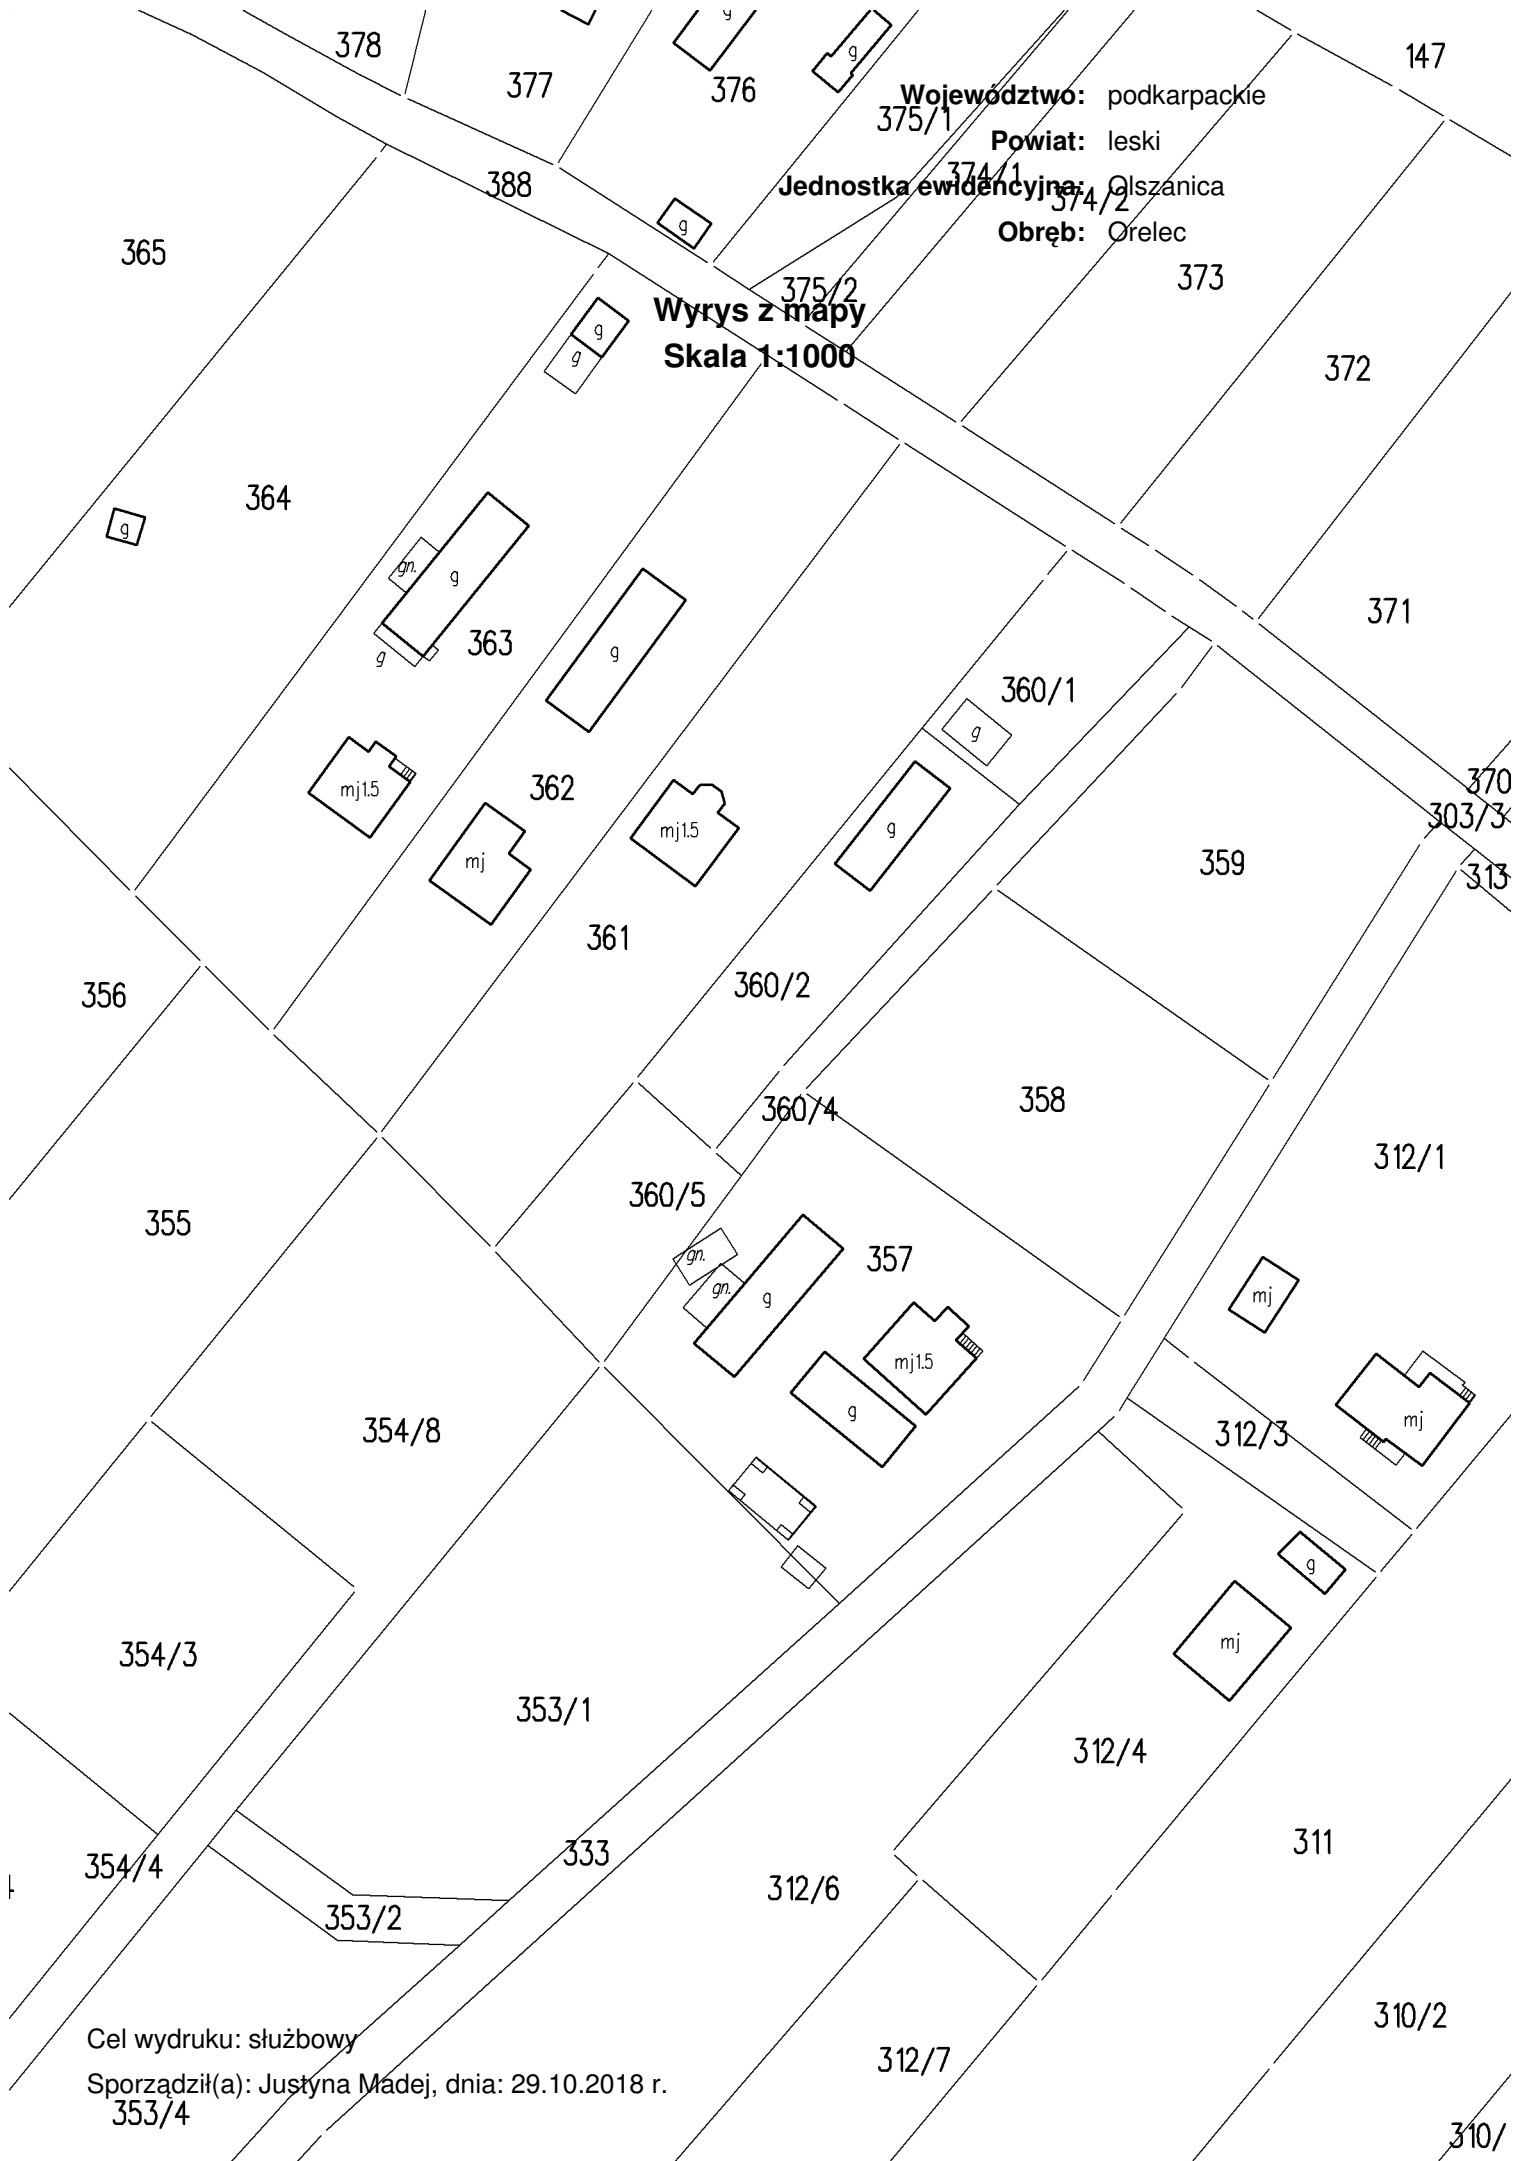 g
378
147
g
377
376
Województwo: podkarpackie
375/1
Powiat: leski
374/1
388
Jednostka ewidencyjna: Olszanica
374/2
g
Obręb: Orelec
365
373
375/2
Wyrys z mapy
g
g
Skala 1:1000
372
364
g
gn.
g
371
363
g
g
360/1
g
370
mj1.5
362
303/3
mj1.5
g
mj
359
313
361
360/2
356
358
360/4
312/1
360/5
355
gn.
357
gn.
g
mj
mj1.5
g
mj
354/8
312/3
g
mj
354/3
353/1
312/4
311
333
354/4
312/6
353/2
310/2
Cel wydruku: służbowy
312/7
Sporządził(a): Justyna Madej, dnia: 29.10.2018 r.
353/4
310/